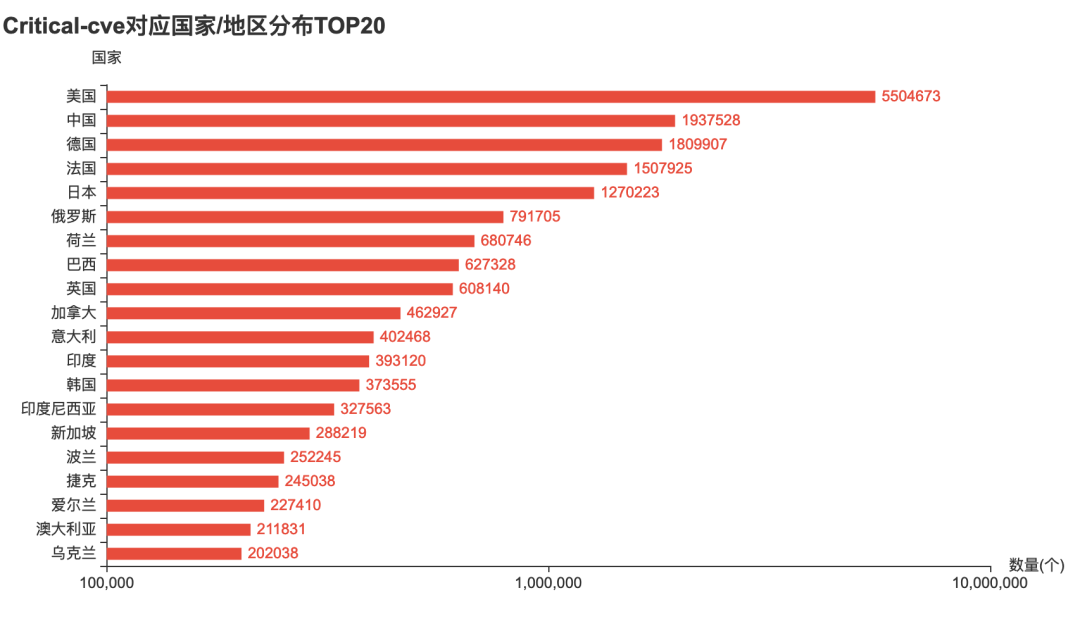 Critical-cve对应国家/地区分布TOP20
国家
美国 5504673
中国 1937528
德国 1809907
法国 1507925
日本 1270223
俄罗斯 791705
荷兰 680746
巴西 627328
英国 608140
加拿大 462927
意大利 402468
印度 393120
韩国 373555
印度尼西亚 327563
新加坡 288219
波兰 252245
捷克 245038
爱尔兰 227410
澳大利亚 211831
乌克兰 202038
数量(个)
100,000 1,000,000 10,000,000